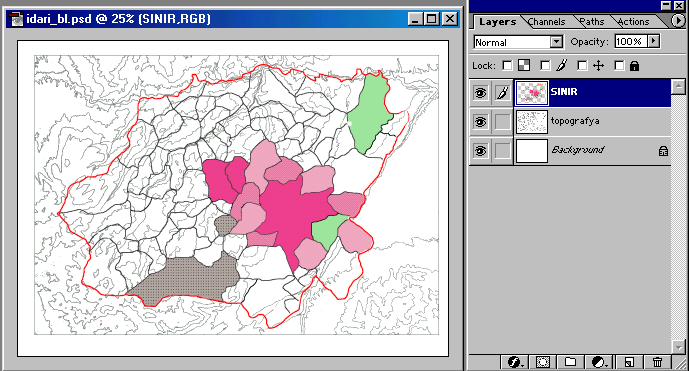 idari_bl.psd @ 25% (SINIR,RGB)
Layers Channels Paths Actions
Normal Opacity: 100%
Lock:
SINIR
topografya
Background